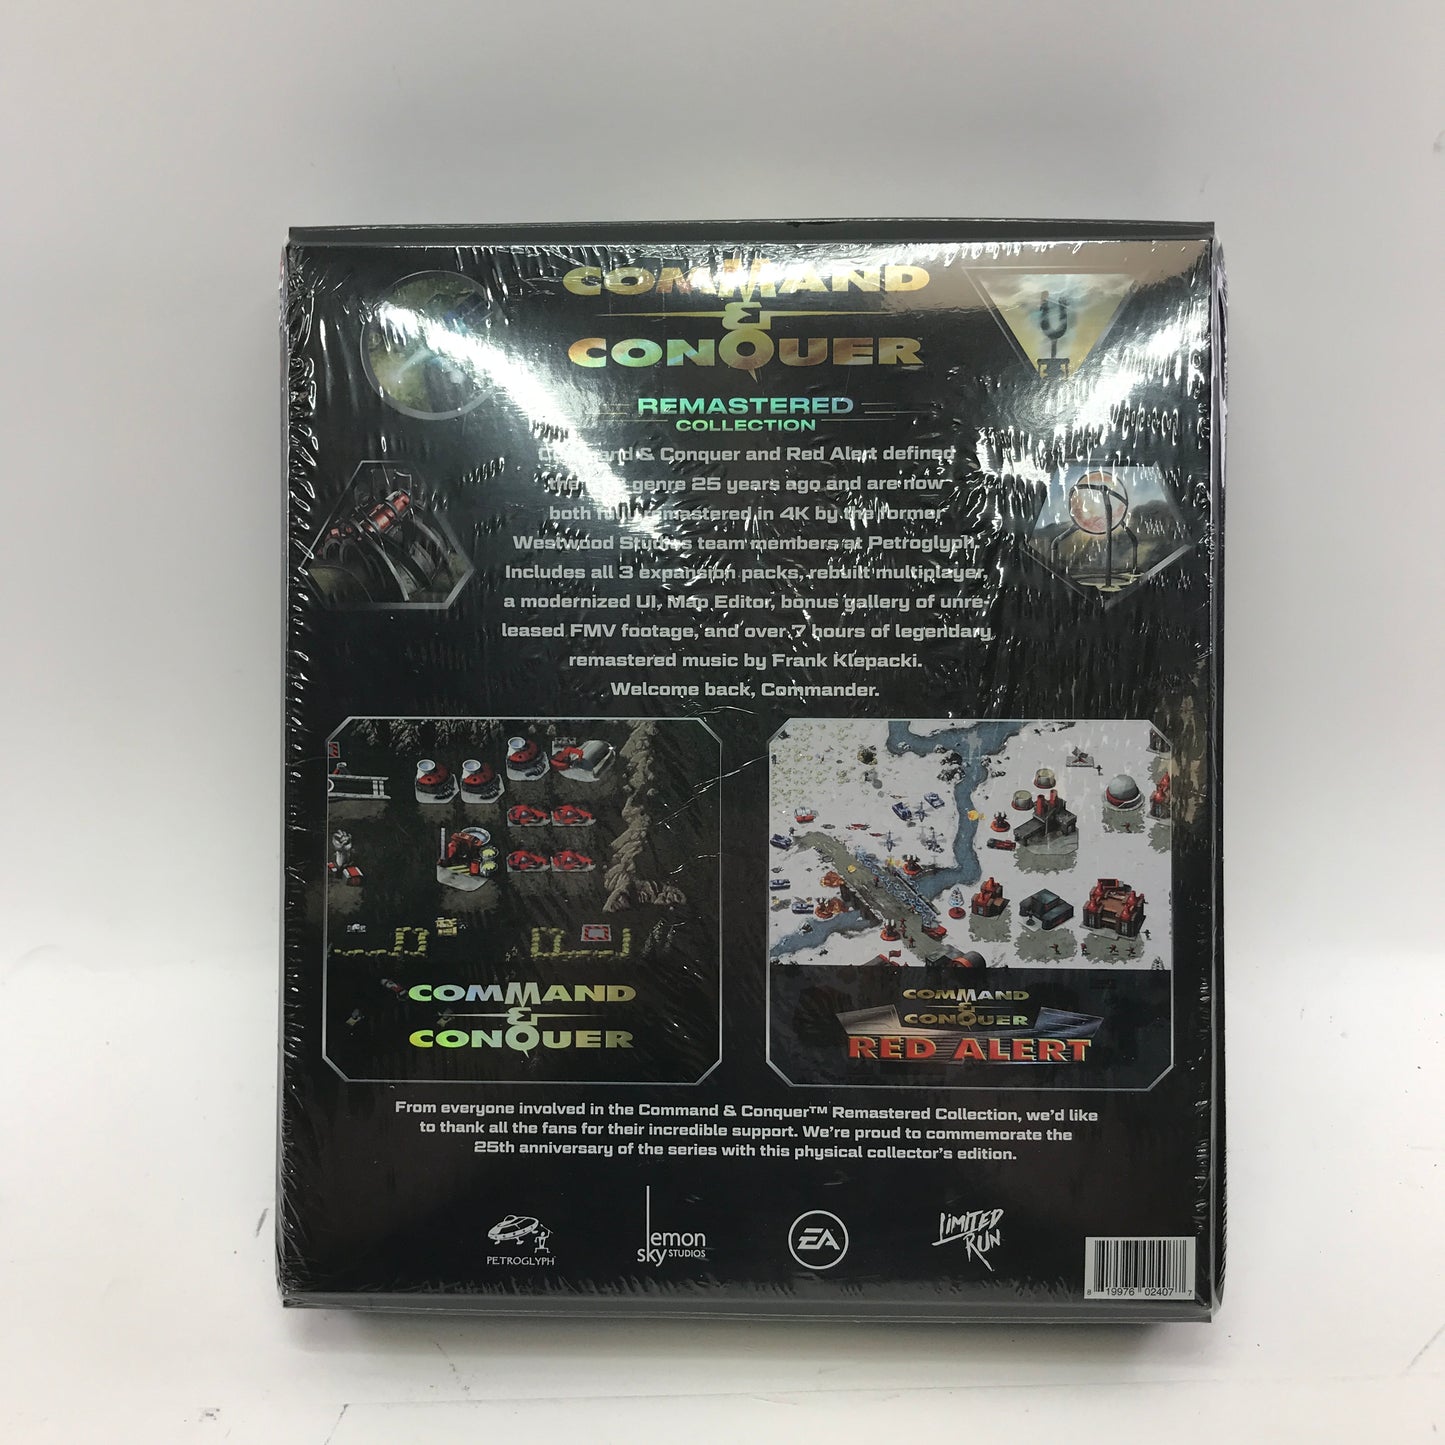 COMMAND
&
CONQUER
REMASTERED
COLLECTION
& Conquer and Red Alert defined
the genre 25 years ago and are now
both remastered in 4K by the former
Westwood Studios team members at Petroglyph.
Includes all 3 expansion packs, rebuilt multiplayer,
a modernized UI, Map Editor, bonus gallery of unre-
leased FMV footage, and over 7 hours of legendary
remastered music by Frank Klepacki.
Welcome back, Commander.
COMMAND
&
CONQUER
COMMAND
&
CONQUER
RED ALERT
From everyone involved in the Command & Conquer™ Remastered Collection, we'd like
to thank all the fans for their incredible support. We're proud to commemorate the
25th anniversary of the series with this physical collector's edition.
PETROGLYPH
lemon
sky STUDIOS
EA
LIMITED
RUN
8 19976 02407 7